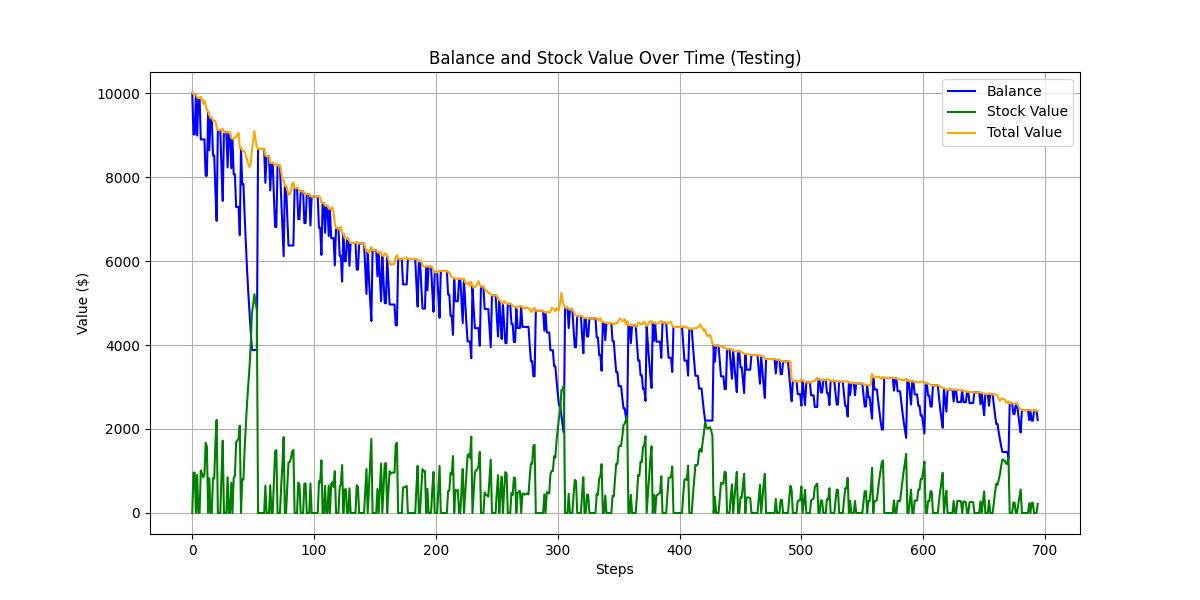 Balance and Stock Value Over Time (Testing)
Balance
Stock Value
Total Value
Value ($)
10000
8000
6000
4000
2000
0
0 100 200 300 400 500 600 700
Steps